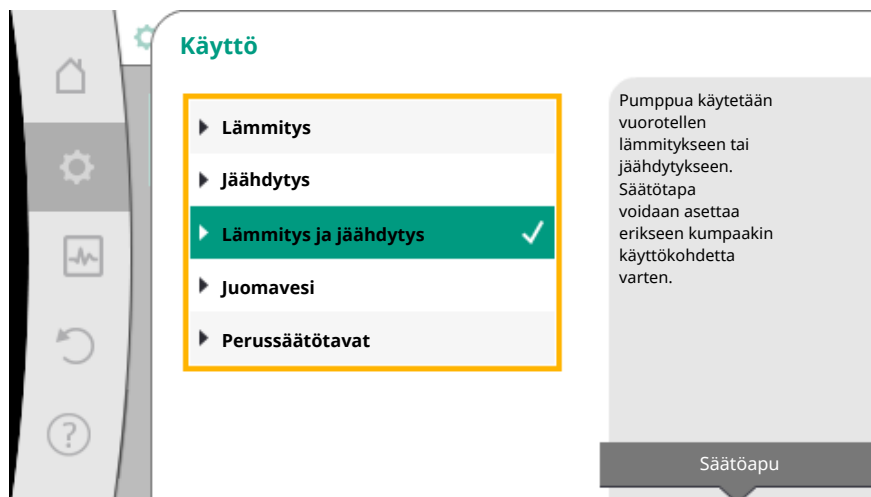 Käyttö
Lämmitys
Jäähdytys
Lämmitys ja jäähdytys
Juomavesi
Perussäätötavat
Pumppua käytetään
vuorotellen
lämmitykseen tai
jäähdytykseen.
Säätötapa
voidaan asettaa
erikseen kumpaakin
käyttökohdetta
varten.
Säätöapu
?